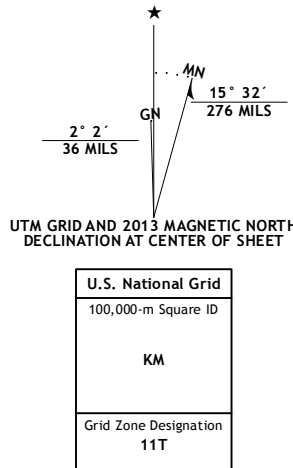 ★
MN
GN
15° 32´
276 MILS
2° 2´
36 MILS
UTM GRID AND 2013 MAGNETIC NORTH
DECLINATION AT CENTER OF SHEET
U.S. National Grid
100,000-m Square ID
KM
Grid Zone Designation
11T